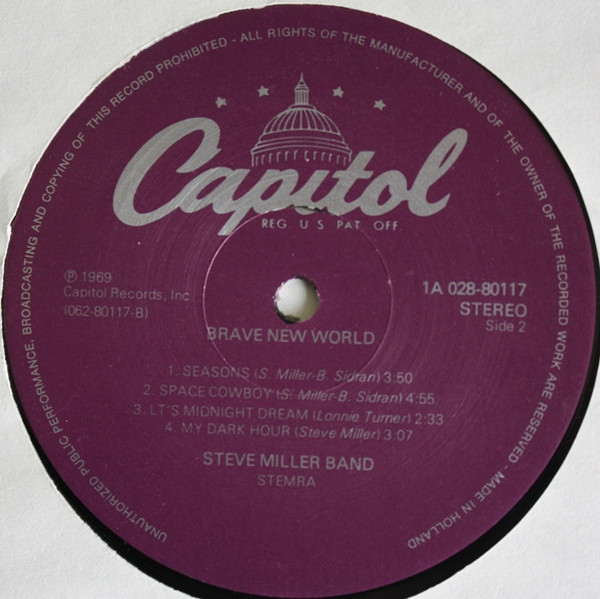 UNAUTHORIZED PUBLIC PERFORMANCE, BROADCASTING AND COPYING OF THIS RECORD PROHIBITED - ALL RIGHTS OF THE MANUFACTURER AND OF THE OWNER OF THE RECORDED WORK ARE RESERVED - MADE IN HOLLAND
Capitol
REG. U S PAT. OFF.
℗ 1969
Capitol Records, Inc.
(062-80117-B)
1A 028-80117
STEREO
Side 2
BRAVE NEW WORLD
1. SEASONS (S. Miller-B. Sidran) 3:50
2. SPACE COWBOY (S. Miller-B. Sidran) 4:55
3. LT'S MIDNIGHT DREAM (Lonnie Turner) 2:33
4. MY DARK HOUR (Steve Miller) 3:07
STEVE MILLER BAND
STEMRA